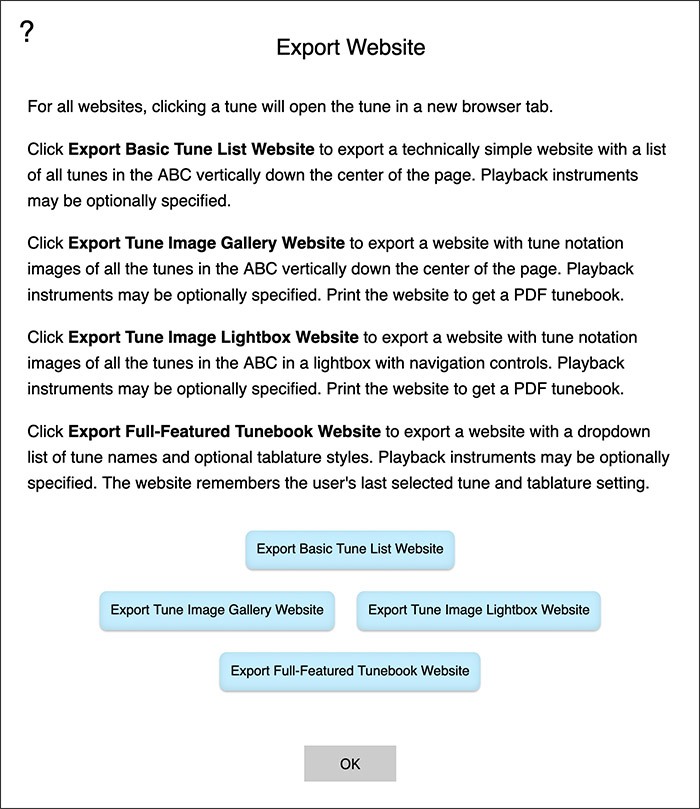 ?
Export Website
For all websites, clicking a tune will open the tune in a new browser tab.
Click Export Basic Tune List Website to export a technically simple website with a list
of all tunes in the ABC vertically down the center of the page. Playback instruments
may be optionally specified.
Click Export Tune Image Gallery Website to export a website with tune notation
images of all the tunes in the ABC vertically down the center of the page. Playback
instruments may be optionally specified. Print the website to get a PDF tunebook.
Click Export Tune Image Lightbox Website to export a website with tune notation
images of all the tunes in the ABC in a lightbox with navigation controls. Playback
instruments may be optionally specified. Print the website to get a PDF tunebook.
Click Export Full-Featured Tunebook Website to export a website with a dropdown
list of tune names and optional tablature styles. Playback instruments may be optionally
specified. The website remembers the user's last selected tune and tablature setting.
Export Basic Tune List Website
Export Tune Image Gallery Website
Export Tune Image Lightbox Website
Export Full-Featured Tunebook Website
OK